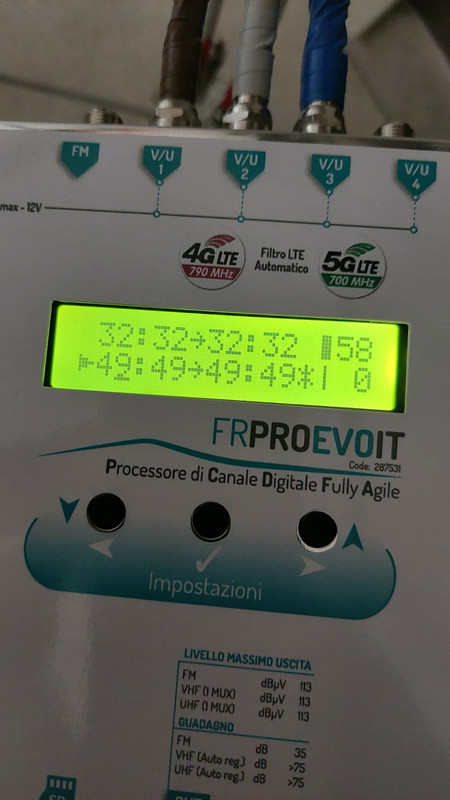 FM
V/U 1
V/U 2
V/U 3
V/U 4
max - 12V
4G LTE
790 MHz
Filtro LTE
Automatico
5G LTE
700 MHz
32:32→32:32 58
49:49→49:49* 0
FRPROEVOIT
Code: 287531
Processore di Canale Digitale Fully Agile
Impostazioni
LIVELLO MASSIMO USCITA
FM dBµV 113
VHF (1 MUX) dBµV 113
UHF (1 MUX) dBµV 113
GUADAGNO
FM dB 35
VHF (Auto reg.) dB >75
UHF (Auto reg.) dB >75